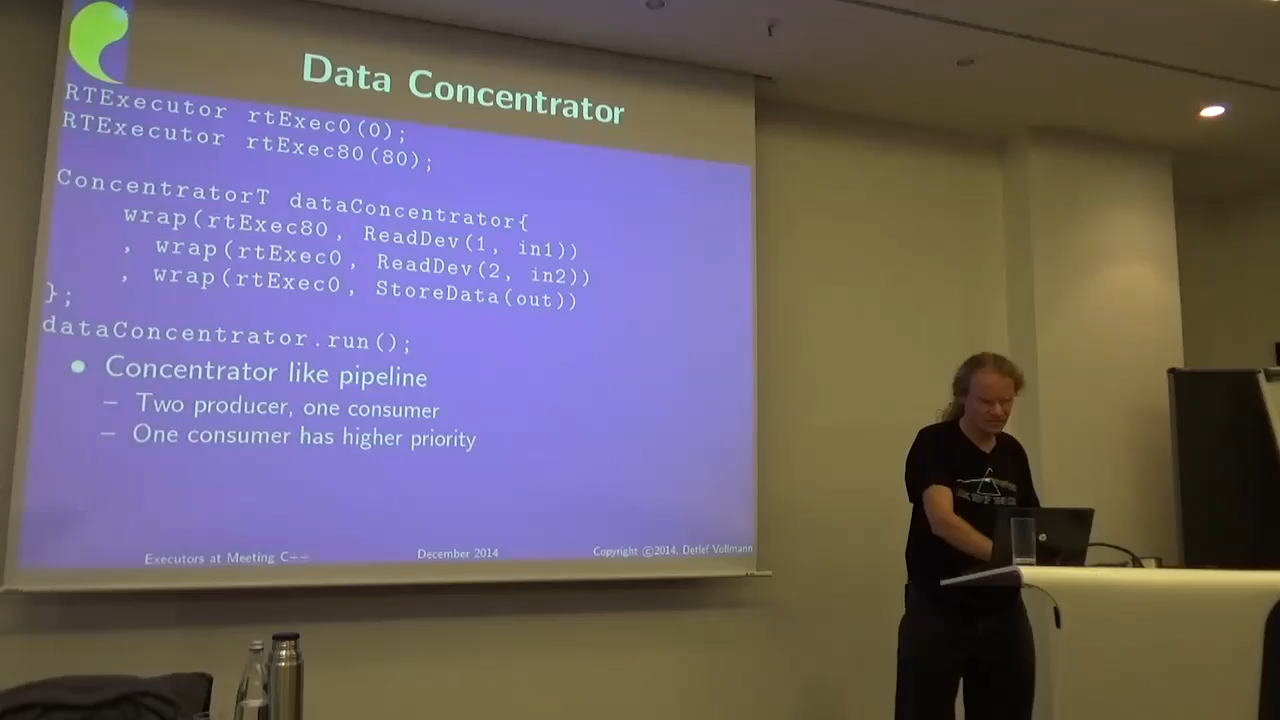 Data Concentrator
RTExecutor rtExec0(0);
RTExecutor rtExec80(80);
ConcentratorT dataConcentrator{
wrap(rtExec80, ReadDev(1, in1))
, wrap(rtExec0, ReadDev(2, in2))
, wrap(rtExec0, StoreData(out))
};
dataConcentrator.run();
• Concentrator like pipeline
– Two producer, one consumer
– One consumer has higher priority
Executors at Meeting C++ December 2014 Copyright ©2014, Detlef Vollmann
hp